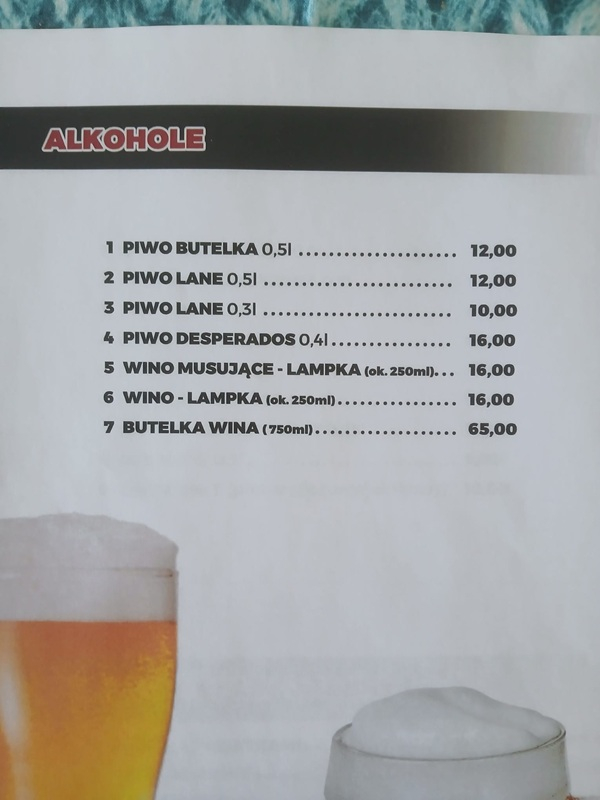 ALKOHOLE
1 PIWO BUTELKA 0,5l .................... 12,00
2 PIWO LANE 0,5l ........................ 12,00
3 PIWO LANE 0,3l ........................ 10,00
4 PIWO DESPERADOS 0,4l............... 16,00
5 WINO MUSUJĄCE - LAMPKA (ok. 250ml)... 16,00
6 WINO - LAMPKA (ok. 250ml)............... 16,00
7 BUTELKA WINA (750ml).................. 65,00